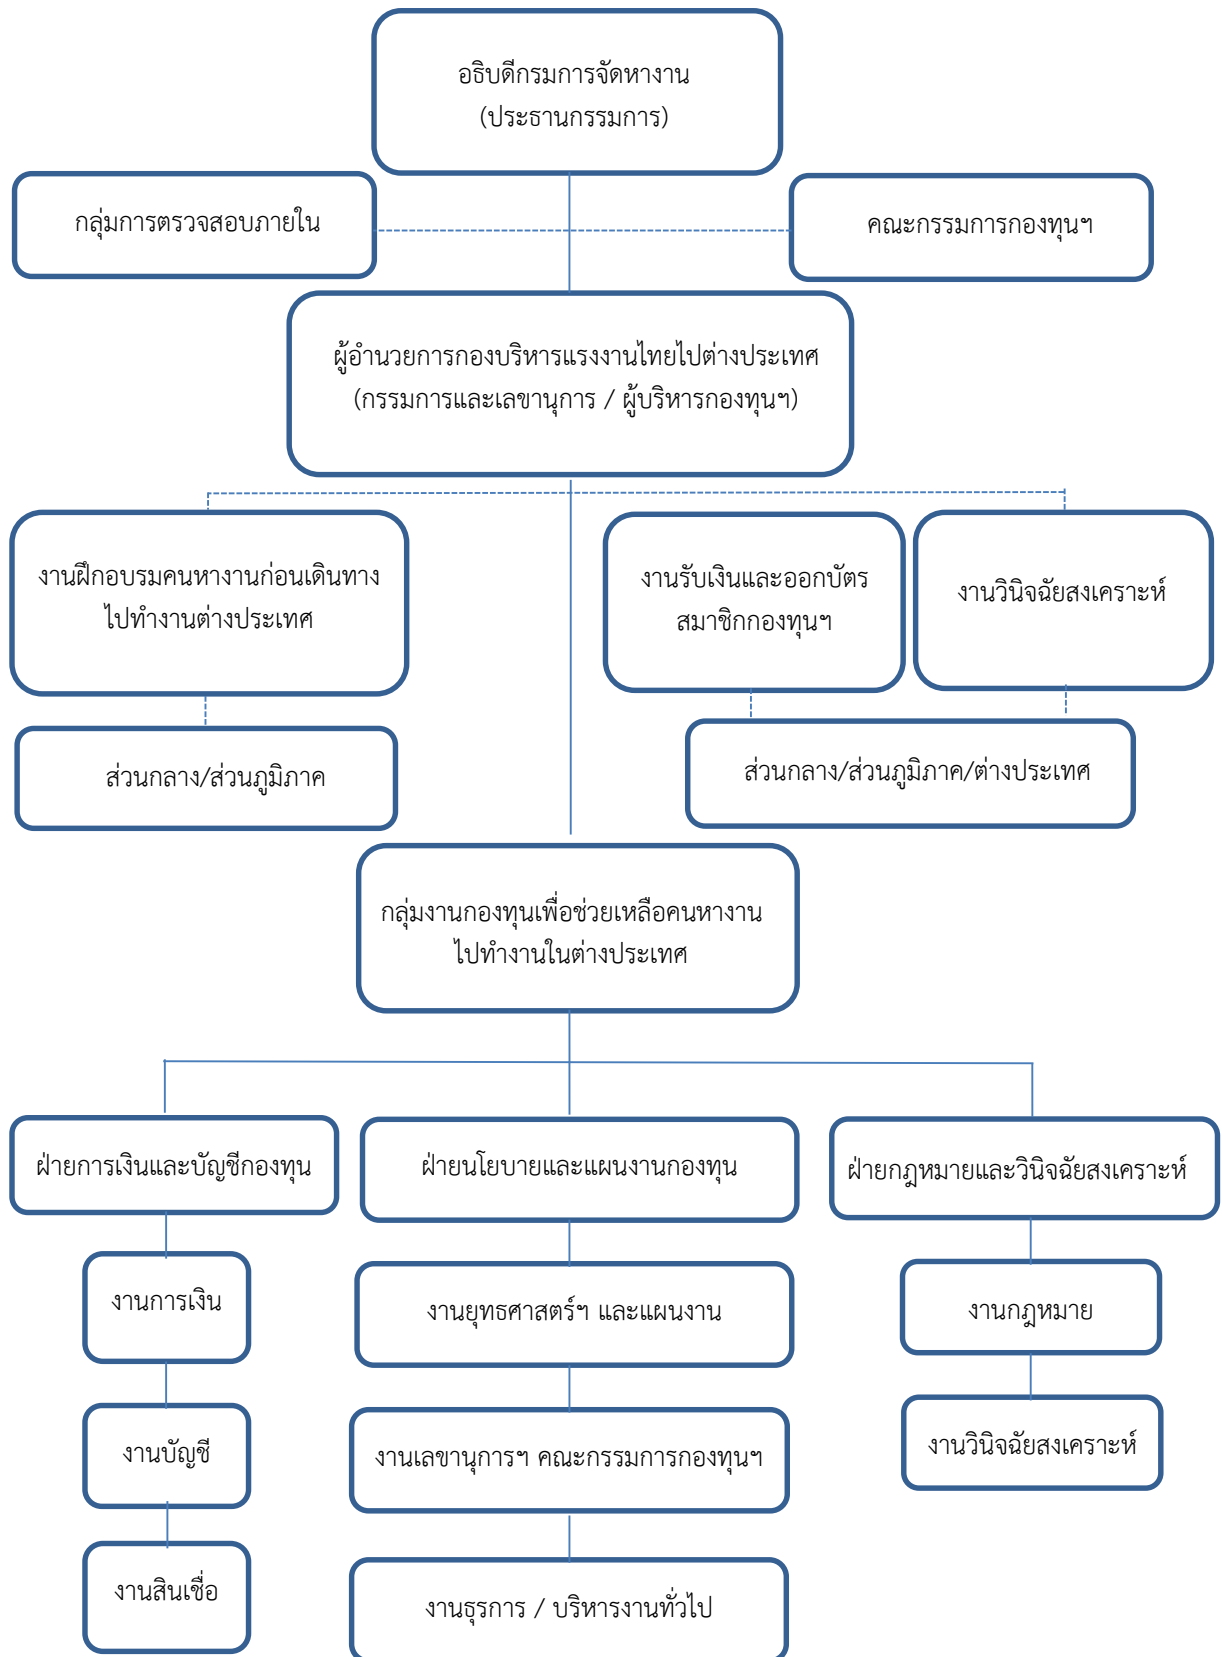 อธิบดีกรมการจัดหางาน
(ประธานกรรมการ)
กลุ่มการตรวจสอบภายใน
คณะกรรมการกองทุนฯ
ผู้อำนวยการกองบริหารแรงงานไทยไปต่างประเทศ
(กรรมการและเลขานุการ / ผู้บริหารกองทุนฯ)
งานฝึกอบรมคนหางานก่อนเดินทาง
ไปทำงานต่างประเทศ
งานรับเงินและออกบัตร
สมาชิกกองทุนฯ
งานวินิจฉัยสงเคราะห์
ส่วนกลาง/ส่วนภูมิภาค
ส่วนกลาง/ส่วนภูมิภาค/ต่างประเทศ
กลุ่มงานกองทุนเพื่อช่วยเหลือคนหางาน
ไปทำงานในต่างประเทศ
ฝ่ายการเงินและบัญชีกองทุน
ฝ่ายนโยบายและแผนงานกองทุน
ฝ่ายกฎหมายและวินิจฉัยสงเคราะห์
งานการเงิน
งานยุทธศาสตร์ฯ และแผนงาน
งานกฎหมาย
งานบัญชี
งานเลขานุการฯ คณะกรรมการกองทุนฯ
งานวินิจฉัยสงเคราะห์
งานสินเชื่อ
งานธุรการ / บริหารงานทั่วไป